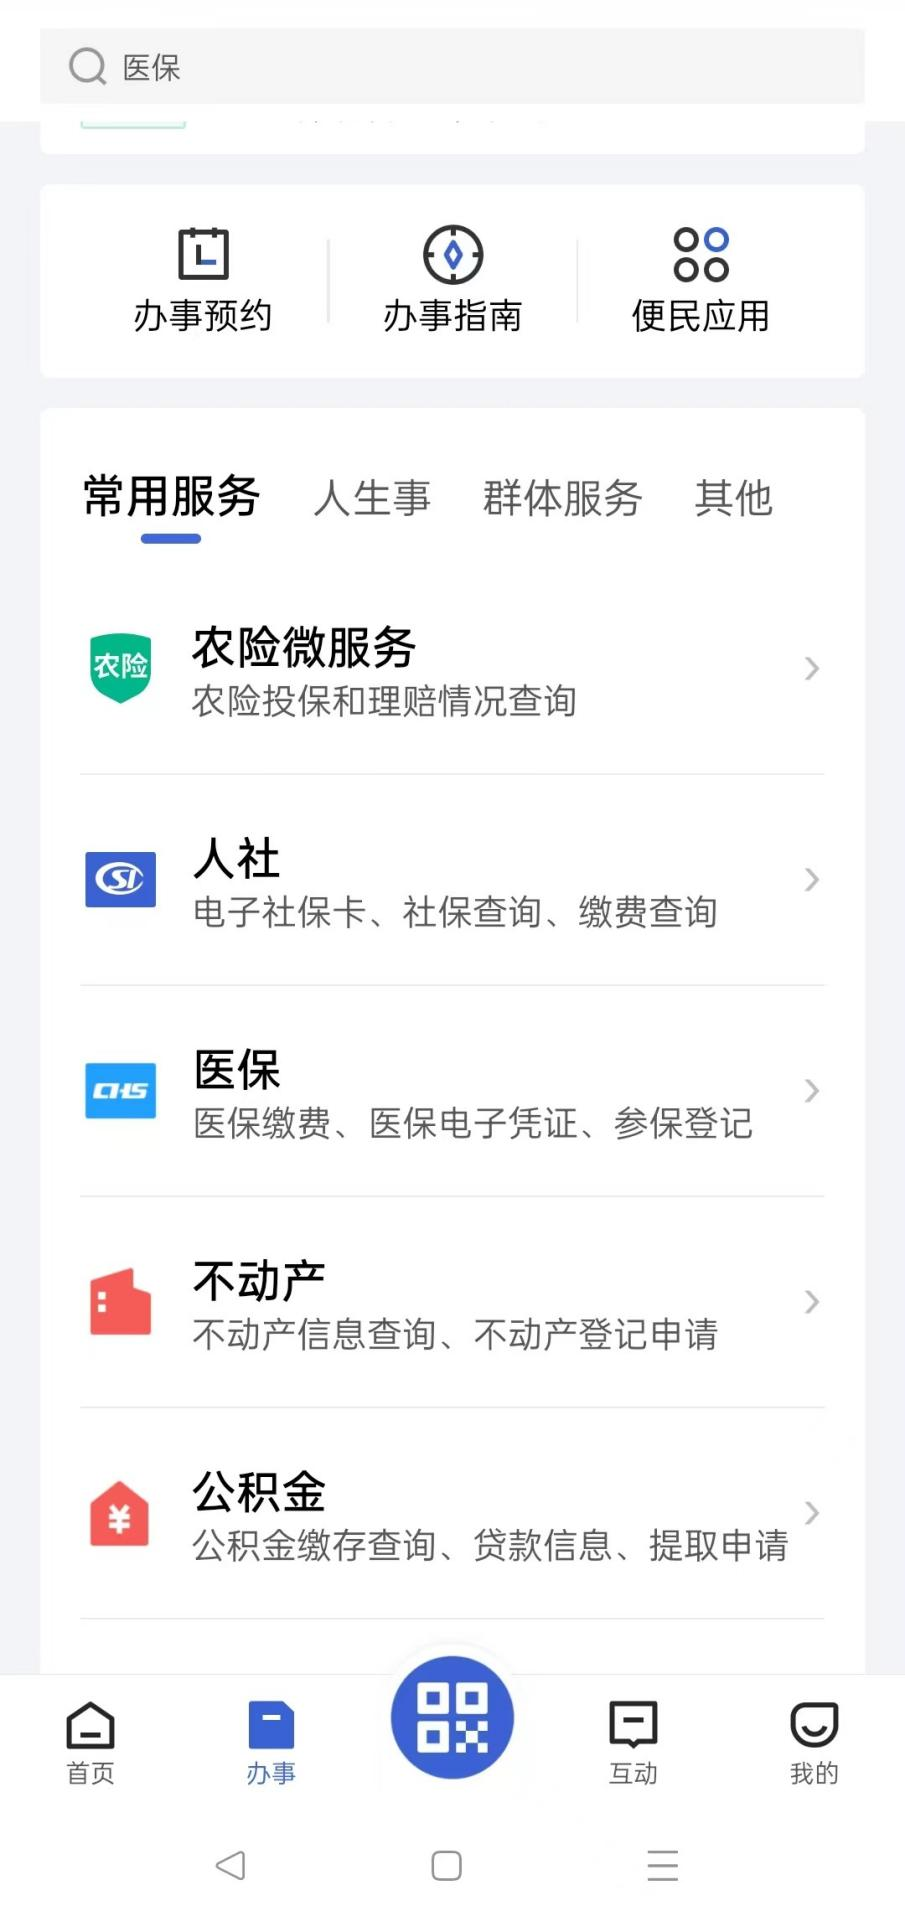 医保
办事预约
办事指南
便民应用
常用服务
人生事
群体服务
其他
农险
农险微服务
农险投保和理赔情况查询
人社
电子社保卡、社保查询、缴费查询
CHS
医保
医保缴费、医保电子凭证、参保登记
不动产
不动产信息查询、不动产登记申请
¥
公积金
公积金缴存查询、贷款信息、提取申请
首页
办事
互动
我的